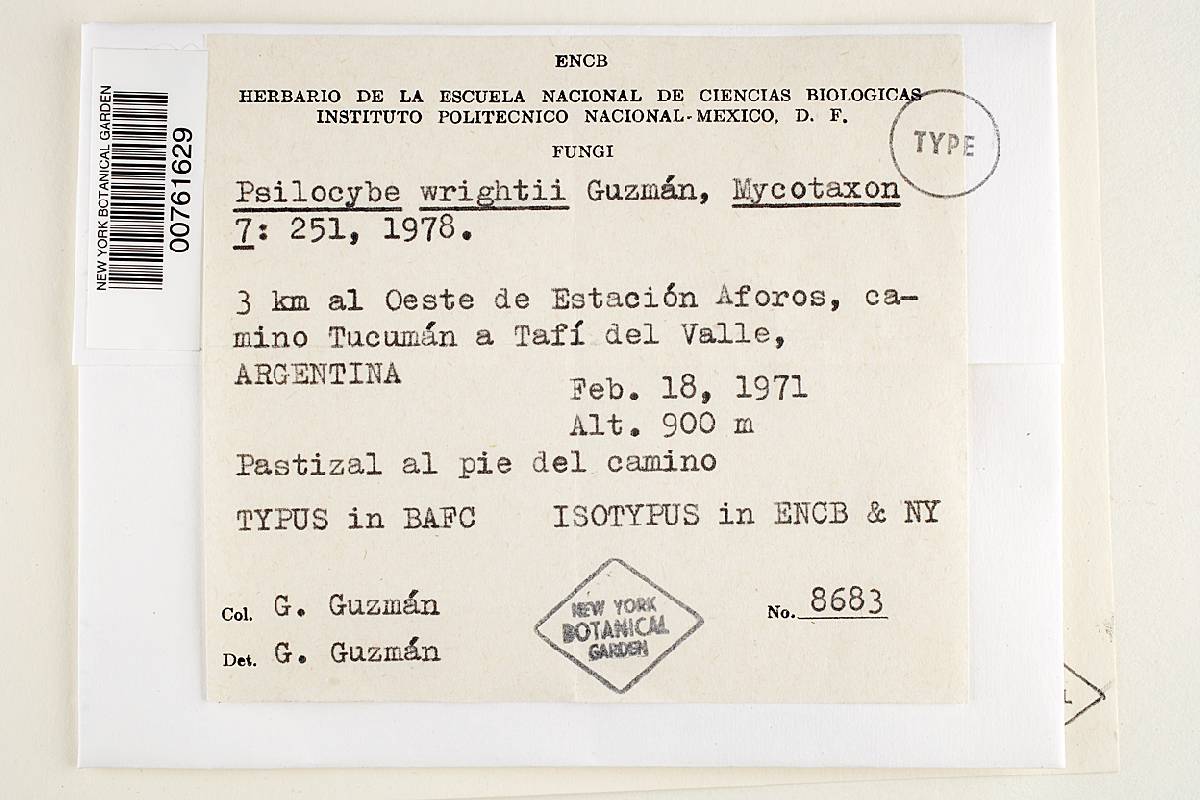 ENCB
HERBARIO DE LA ESCUELA NACIONAL DE CIENCIAS BIOLOGICAS
INSTITUTO POLITECNICO NACIONAL-MEXICO, D. F.
TYPE
FUNGI
Psilocybe wrightii Guzmán, Mycotaxon
7: 251, 1978.
3 km al Oeste de Estación Aforos, ca-
mino Tucumán a Tafí del Valle,
ARGENTINA
Feb. 18, 1971
Alt. 900 m
Pastizal al pie del camino
TYPUS in BAFC ISOTYPUS in ENCB & NY
Col. G. Guzmán
No. 8683
Det. G. Guzmán
NEW YORK
BOTANICAL
GARDEN
NEW YORK BOTANICAL GARDEN
00761629
L